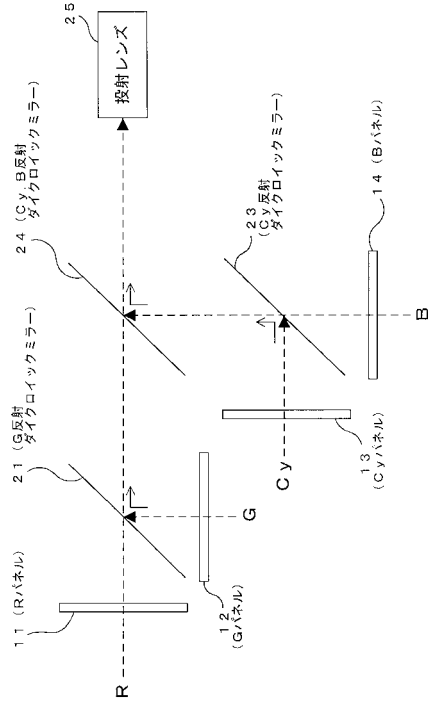 25
投射レンズ
24 (Cy, B反射
ダイクロイックミラー)
23
(Cy反射
ダイクロイックミラー)
14 (Bパネル)
21 (G反射
ダイクロイックミラー)
B
Cy
13
(Cyパネル)
G
12
(Gパネル)
11 (Rパネル)
R